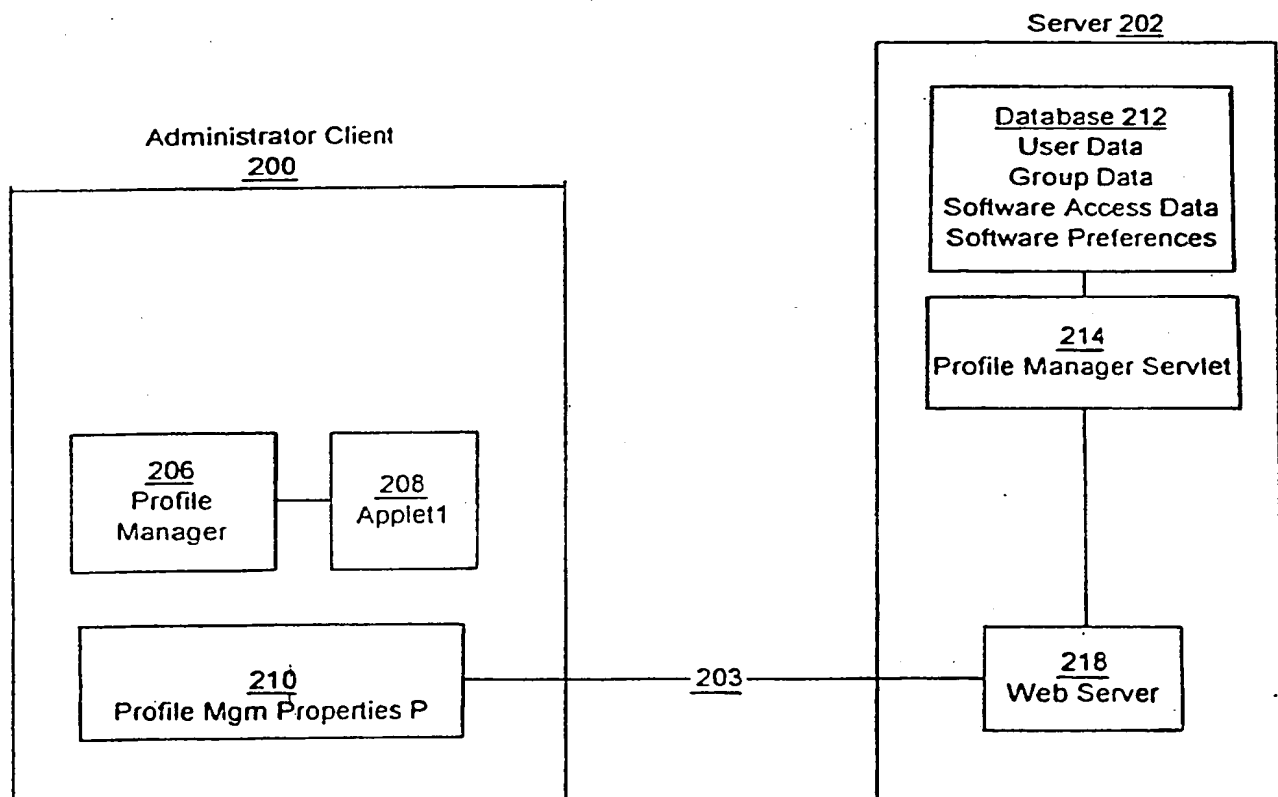 Server 202
Database 212
User Data
Group Data
Software Access Data
Software Preferences
Administrator Client
200
214
Profile Manager Servlet
206
Profile
Manager
208
Applet1
210
Profile Mgm Properties P
203
218
Web Server